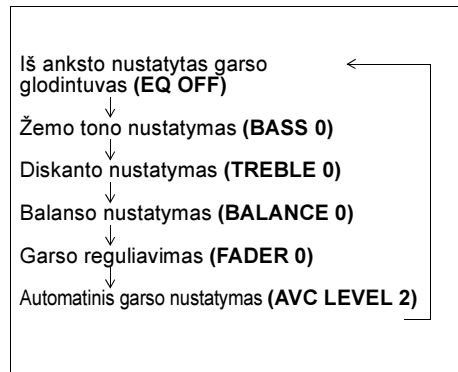 Iš anksto nustatytas garso
glodintuvas (EQ OFF)
Žemo tono nustatymas (BASS 0)
Diskanto nustatymas (TREBLE 0)
Balanso nustatymas (BALANCE 0)
Garso reguliavimas (FADER 0)
Automatinis garso nustatymas (AVC LEVEL 2)